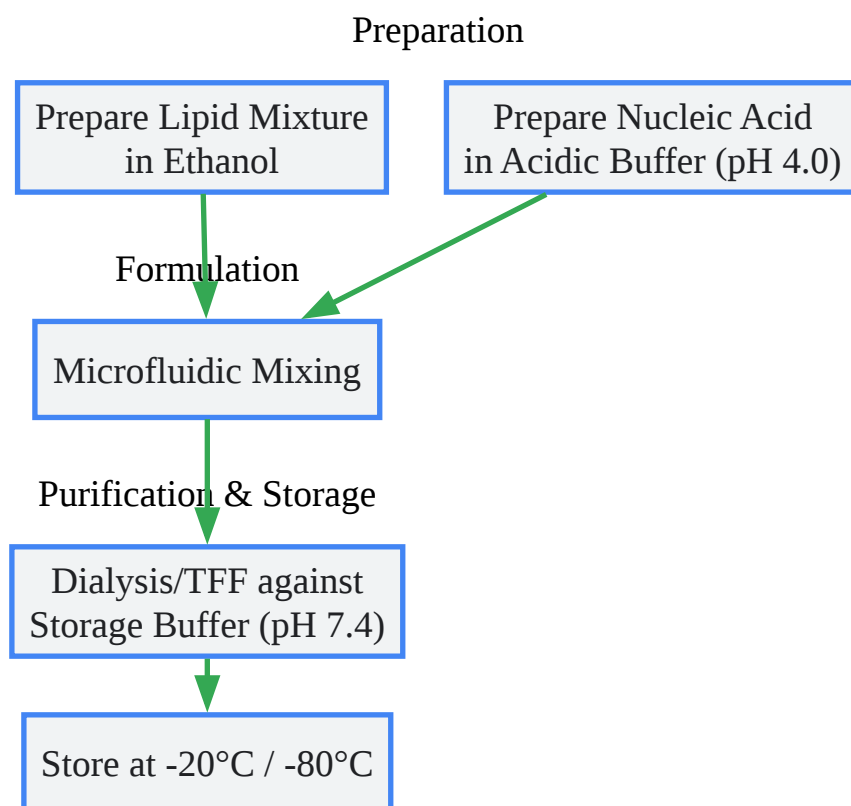 Preparation
Prepare Lipid Mixture
in Ethanol
Prepare Nucleic Acid
in Acidic Buffer (pH 4.0)
Formulation
Microfluidic Mixing
Purification & Storage
Dialysis/TFF against
Storage Buffer (pH 7.4)
Store at -20°C / -80°C